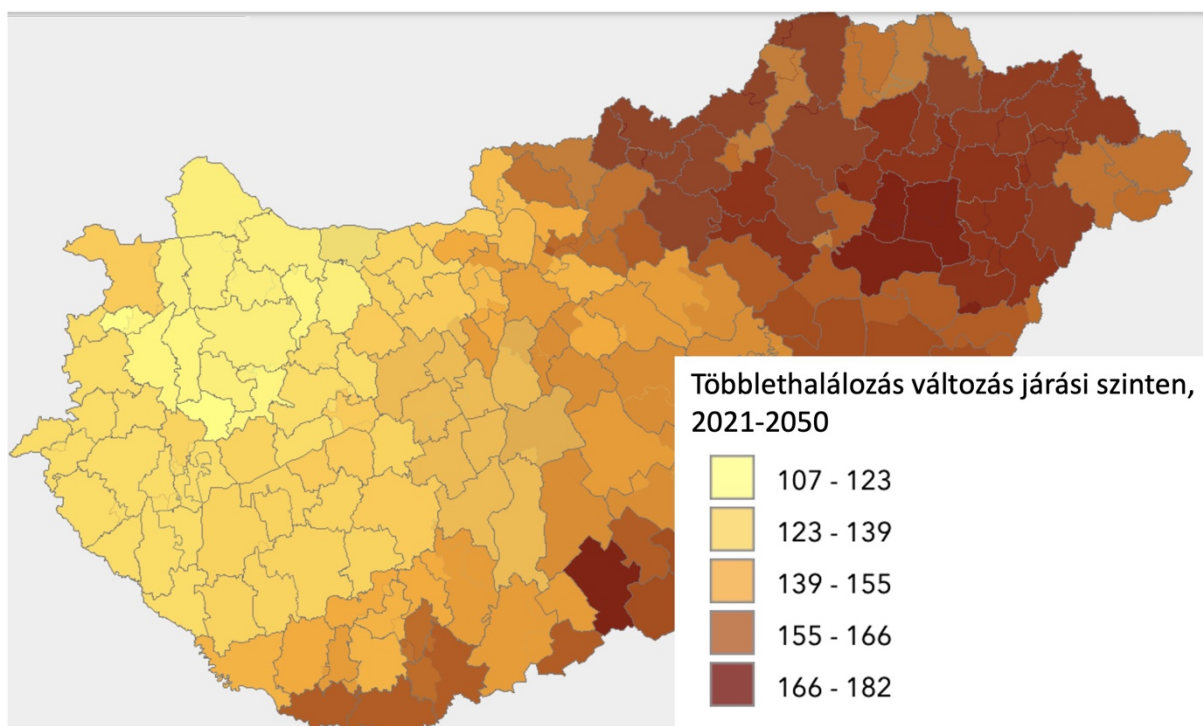 Többlethalálozás változás járási szinten,
2021-2050
107 - 123
123 - 139
139 - 155
155 - 166
166 - 182